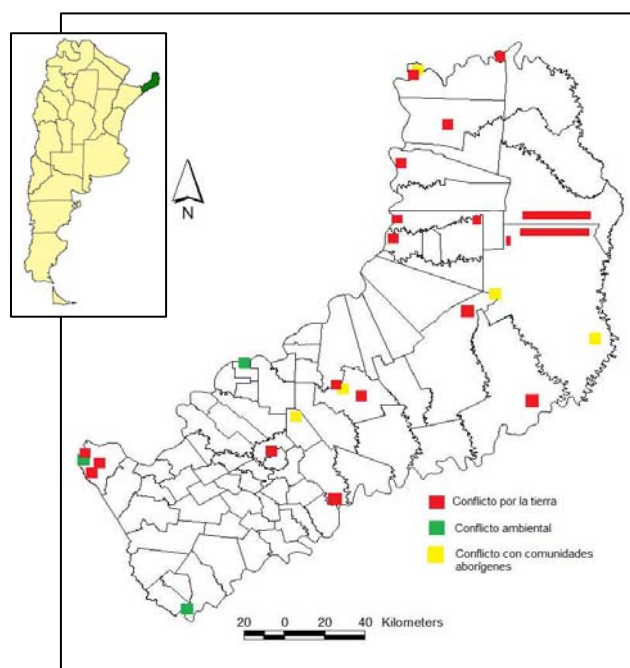 N
Conflicto por la tierra
Conflicto ambiental
Conflicto con comunidades
aborígenes
20 0 20 40 Kilometers